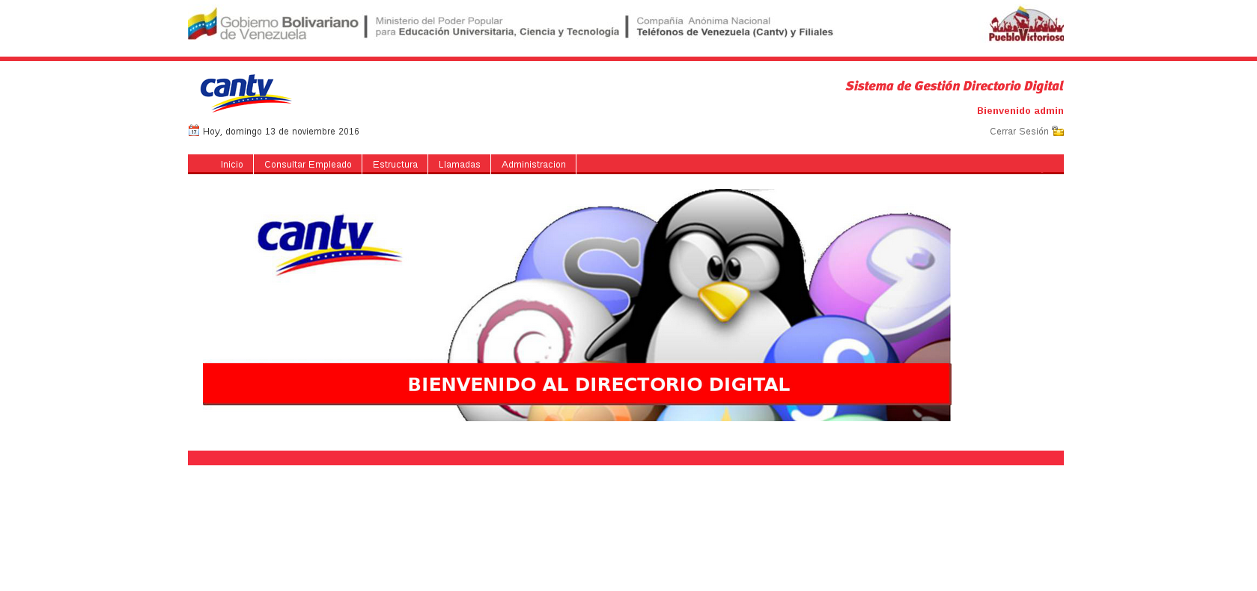 Gobierno Bolivariano
de Venezuela
Ministerio del Poder Popular
para Educación Universitaria, Ciencia y Tecnología
Compañía Anónima Nacional
Teléfonos de Venezuela (Cantv) y Filiales
PuebloVictorioso
cantv
Sistema de Gestión Directorio Digital
Bienvenido admin
Hoy, domingo 13 de noviembre 2016
Cerrar Sesión
Inicio
Consultar Empleado
Estructura
Llamadas
Administracion
cantv
S
BIENVENIDO AL DIRECTORIO DIGITAL